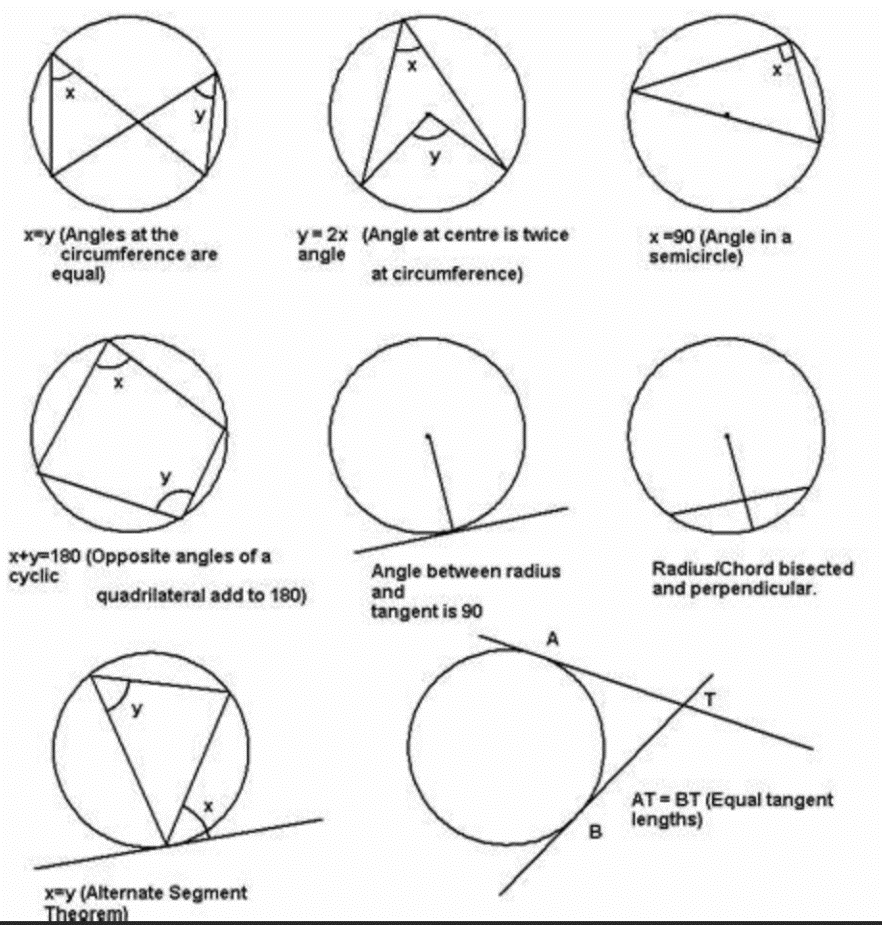 x
y
x=y (Angles at the
circumference are
equal)
x
y
y = 2x (Angle at centre is twice
angle
at circumference)
x
x =90 (Angle in a
semicircle)
x
y
x+y=180 (Opposite angles of a
cyclic
quadrilateral add to 180)
Angle between radius
and
tangent is 90
Radius/Chord bisected
and perpendicular.
y
x
x=y (Alternate Segment
Theorem)
A
T
B
AT = BT (Equal tangent
lengths)